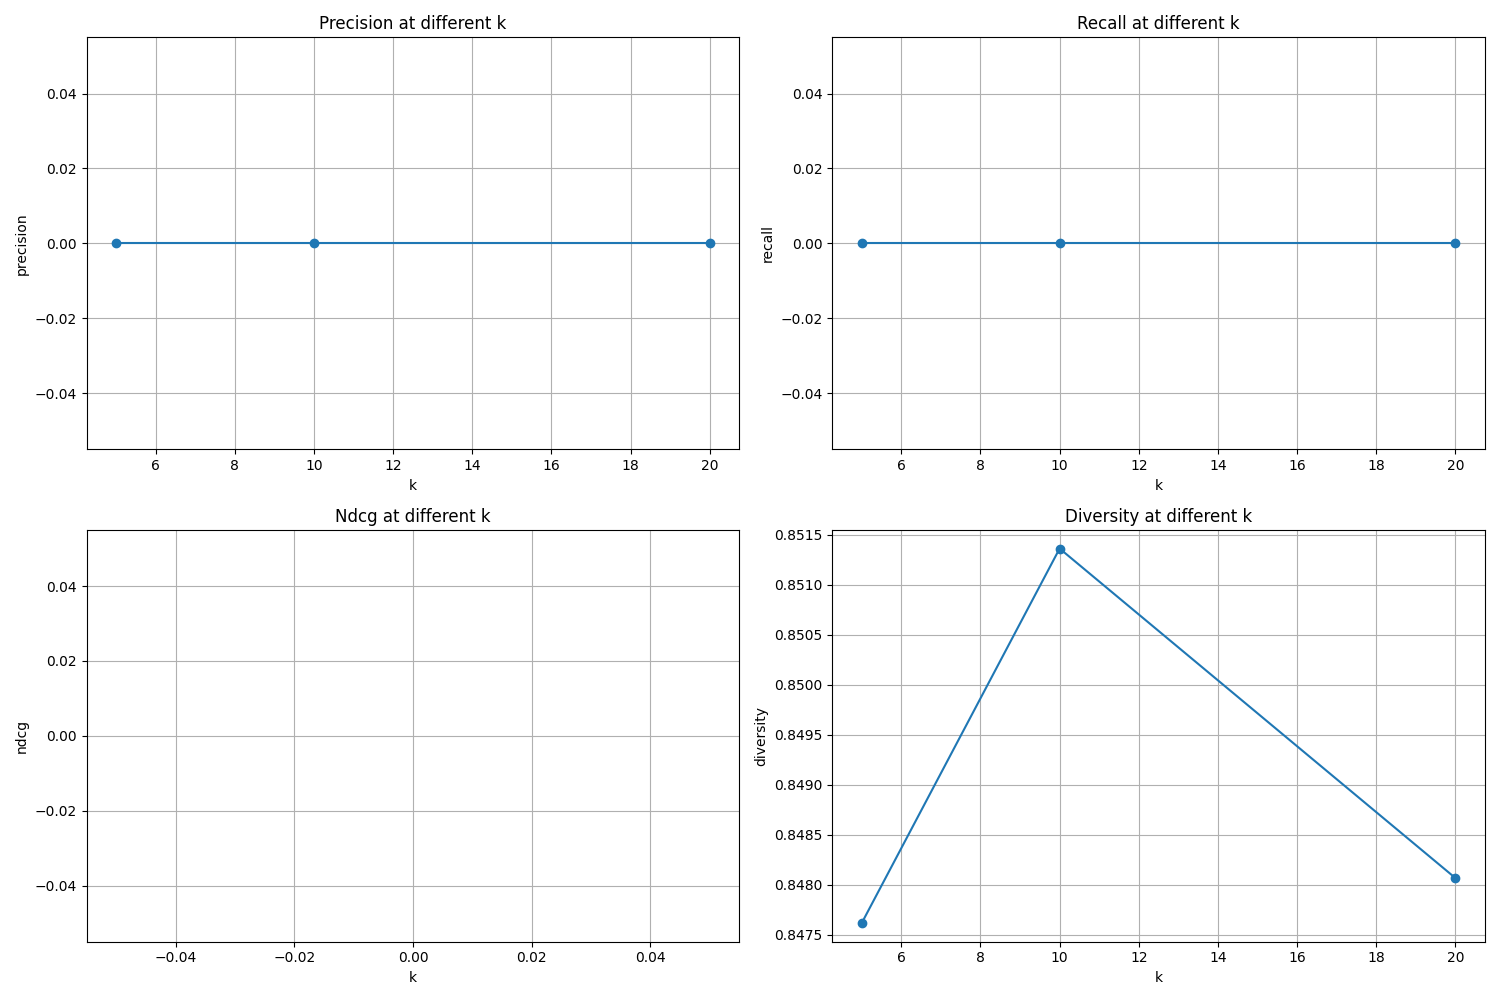 Precision at different k
0.04
0.02
0.00
−0.02
−0.04
precision
6 8 10 12 14 16 18 20
k
Recall at different k
0.04
0.02
0.00
−0.02
−0.04
recall
6 8 10 12 14 16 18 20
k
Ndcg at different k
0.04
0.02
0.00
−0.02
−0.04
ndcg
−0.04 −0.02 0.00 0.02 0.04
k
Diversity at different k
0.8515
0.8510
0.8505
0.8500
0.8495
0.8490
0.8485
0.8480
0.8475
diversity
6 8 10 12 14 16 18 20
k